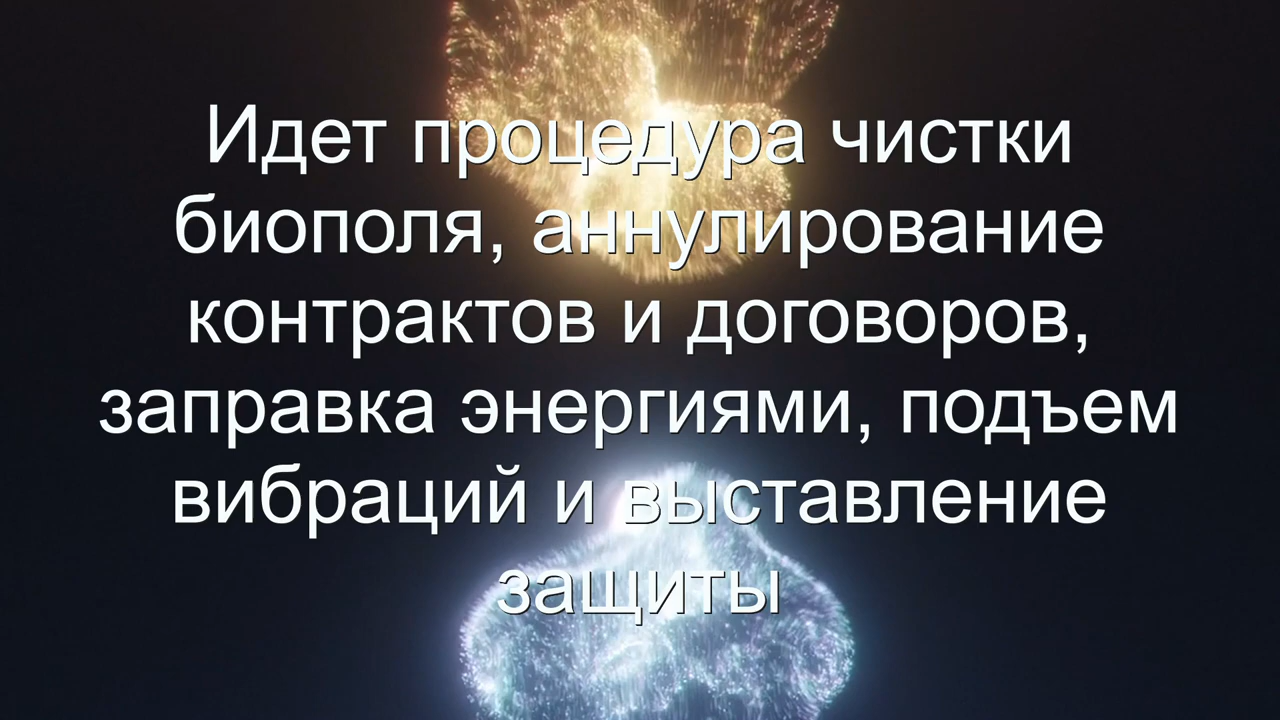 Идет процедура чистки
биополя, аннулирование
контрактов и договоров,
заправка энергиями, подъем
вибраций и выставление
защиты